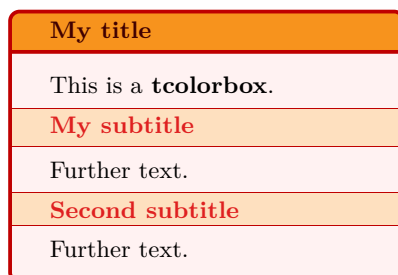 My title
This is a tcolorbox.
My subtitle
Further text.
Second subtitle
Further text.